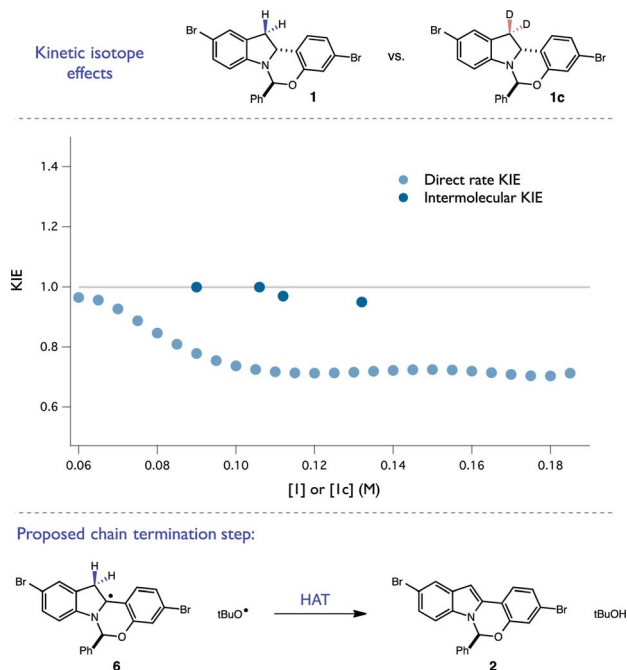 Kinetic isotope
effects
Br
H
H
N
O
Br
Ph
1
vs.
Br
D
D
N
O
Br
Ph
1c
Direct rate KIE
Intermolecular KIE
KIE
1.4
1.2
1.0
0.8
0.6
0.06
0.08
0.10
0.12
0.14
0.16
0.18
[1] or [1c] (M)
Proposed chain termination step:
Br
H
H
•
N
O
Br
Ph
6
tBuO•
HAT
Br
N
O
Br
Ph
2
tBuOH